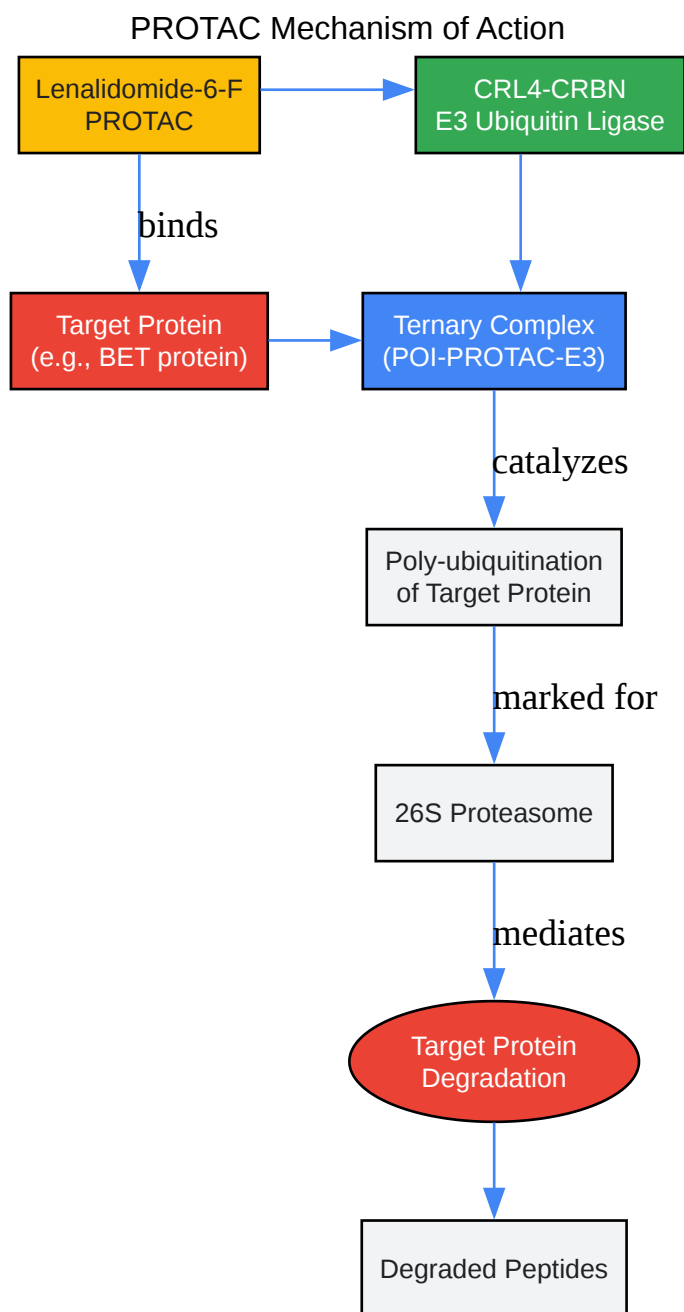 PROTAC Mechanism of Action
Lenalidomide-6-F
PROTAC
CRL4-CRBN
E3 Ubiquitin Ligase
binds
Target Protein
(e.g., BET protein)
Ternary Complex
(POI-PROTAC-E3)
catalyzes
Poly-ubiquitination
of Target Protein
marked for
26S Proteasome
mediates
Target Protein
Degradation
Degraded Peptides